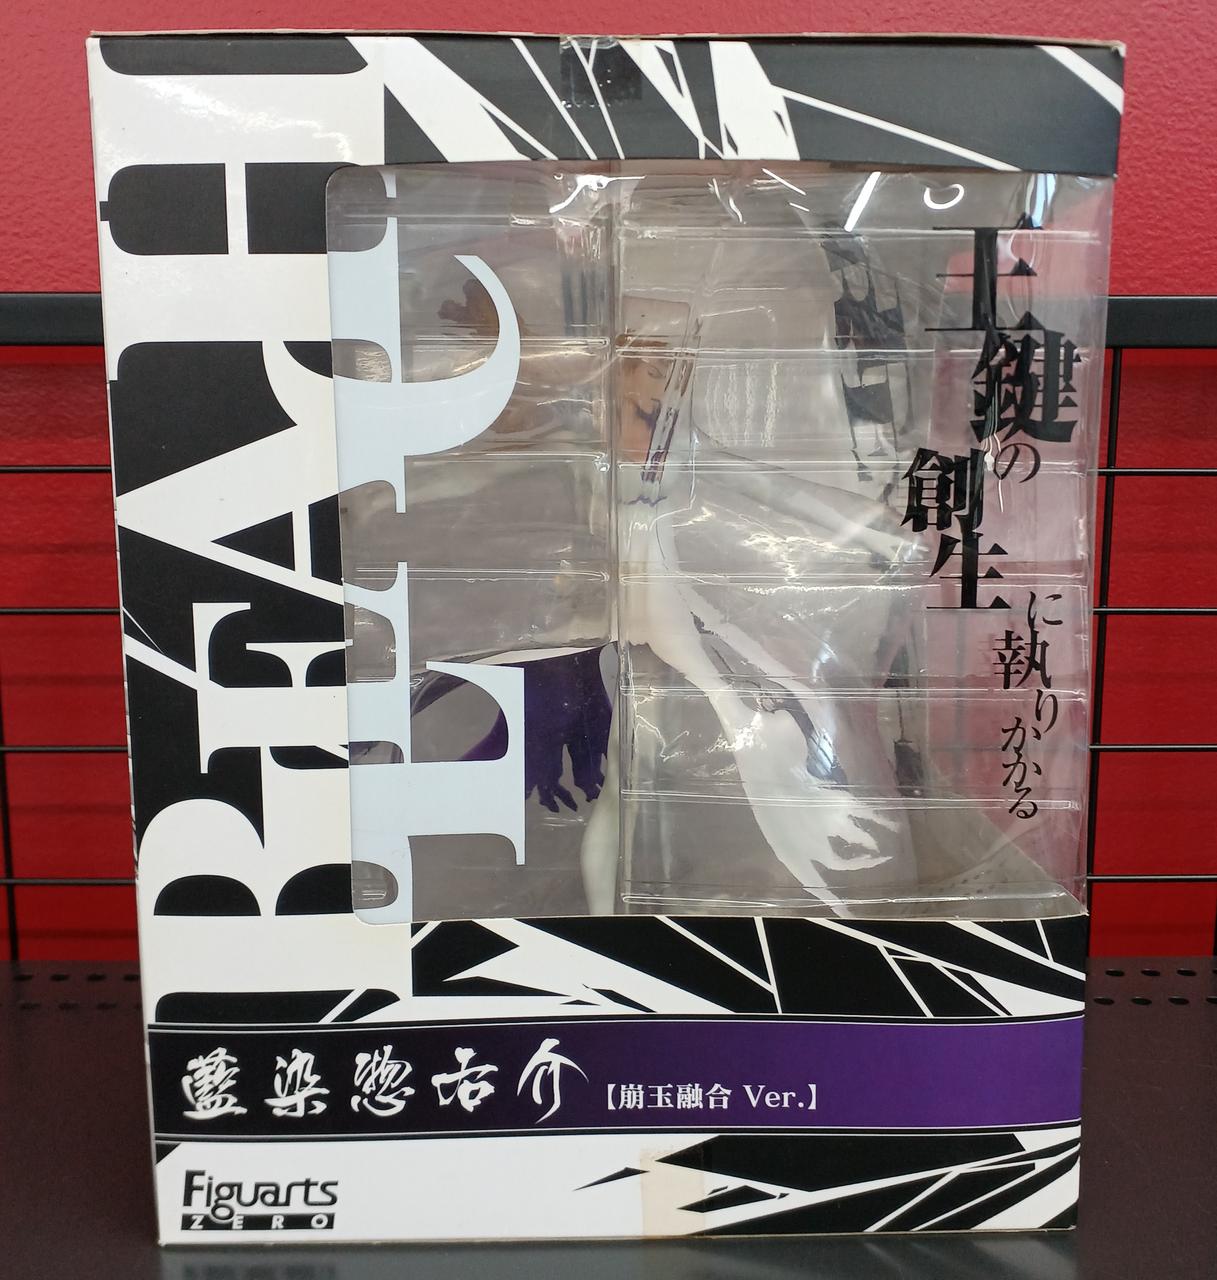 BLEACH
王鍵の
創生
に執りかかる
藍染惣右介
【崩玉融合 Ver.】
Figuarts
ZERO